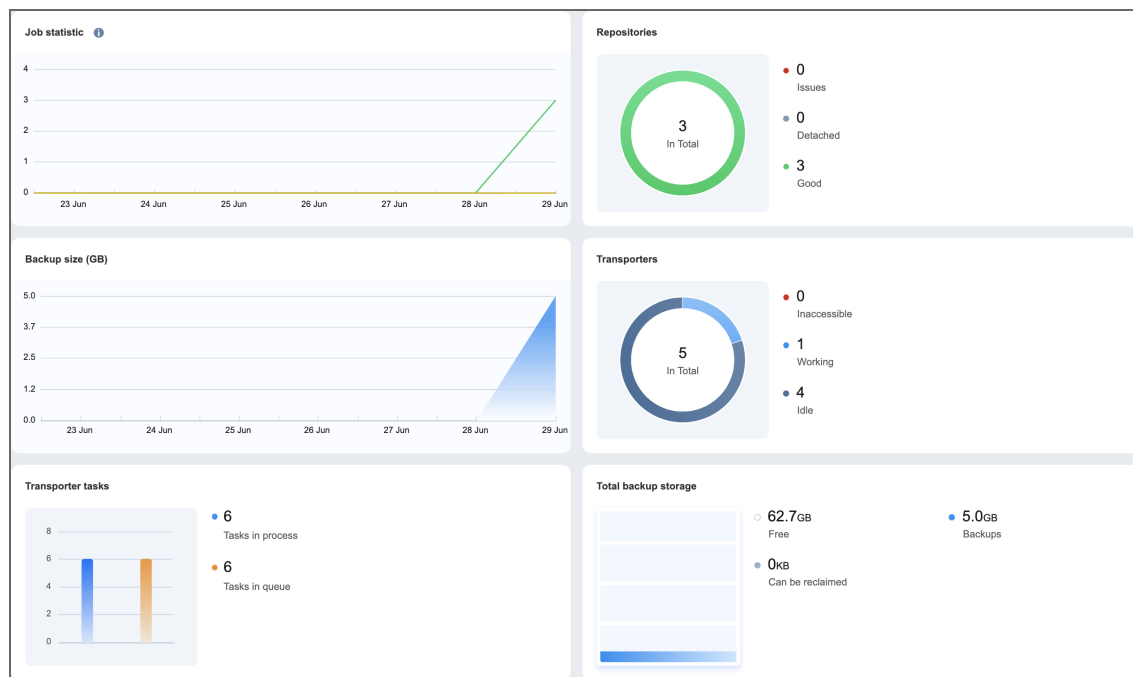 Job statistic
4
3
2
1
0
23 Jun 24 Jun 25 Jun 26 Jun 27 Jun 28 Jun 29 Jun
Repositories
3
In Total
0
Issues
0
Detached
3
Good
Backup size (GB)
5.0
3.7
2.5
1.2
0.0
23 Jun 24 Jun 25 Jun 26 Jun 27 Jun 28 Jun 29 Jun
Transporters
5
In Total
0
Inaccessible
1
Working
4
Idle
Transporter tasks
8
6
4
2
0
6
Tasks in process
6
Tasks in queue
Total backup storage
62.7GB
Free
5.0GB
Backups
0KB
Can be reclaimed